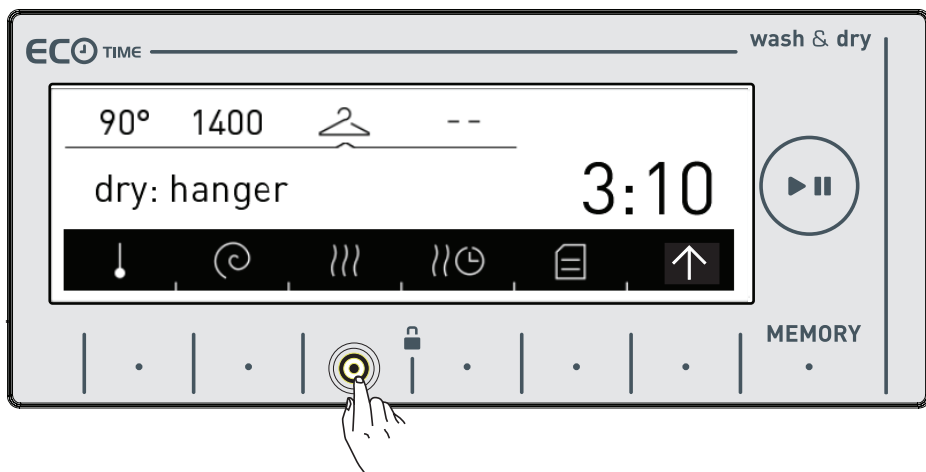 ECO TIME
wash & dry
90° 1400 --
dry: hanger
3:10
MEMORY